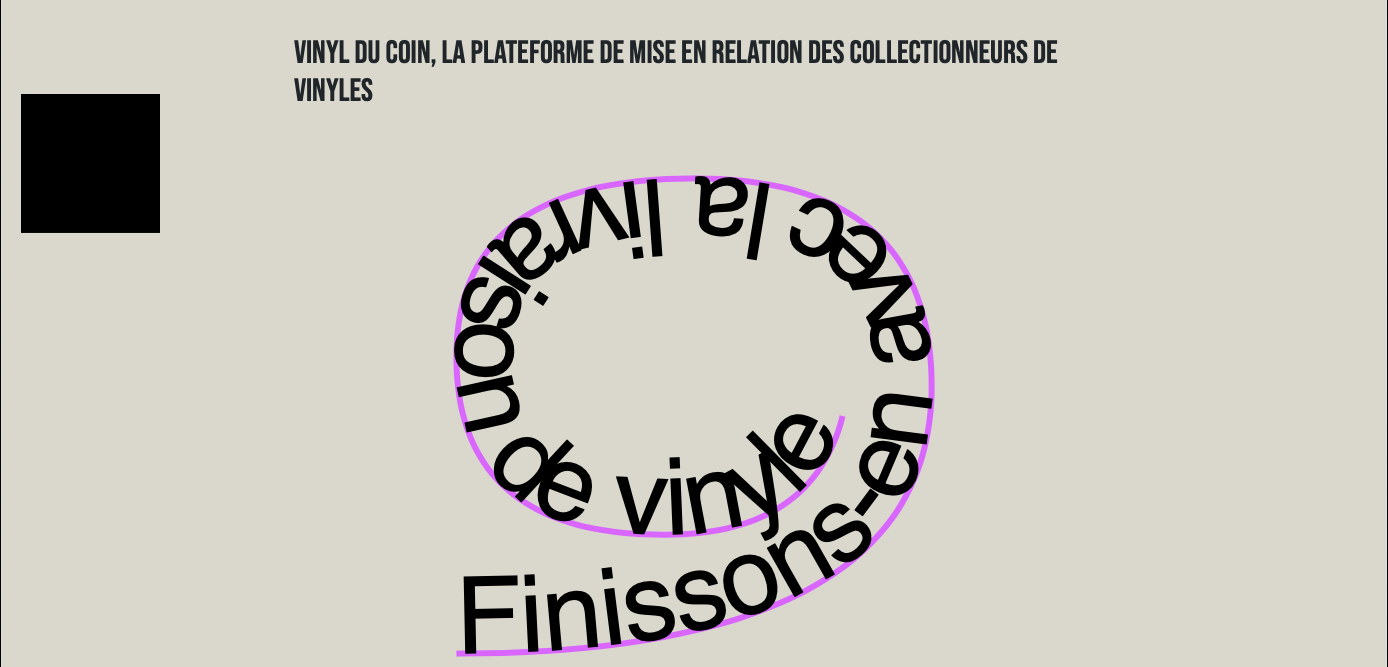 VINYL DU COIN, LA PLATEFORME DE MISE EN RELATION DES COLLECTIONNEURS DE
VINYLES
Finissons-en avec la livraison de vinyle